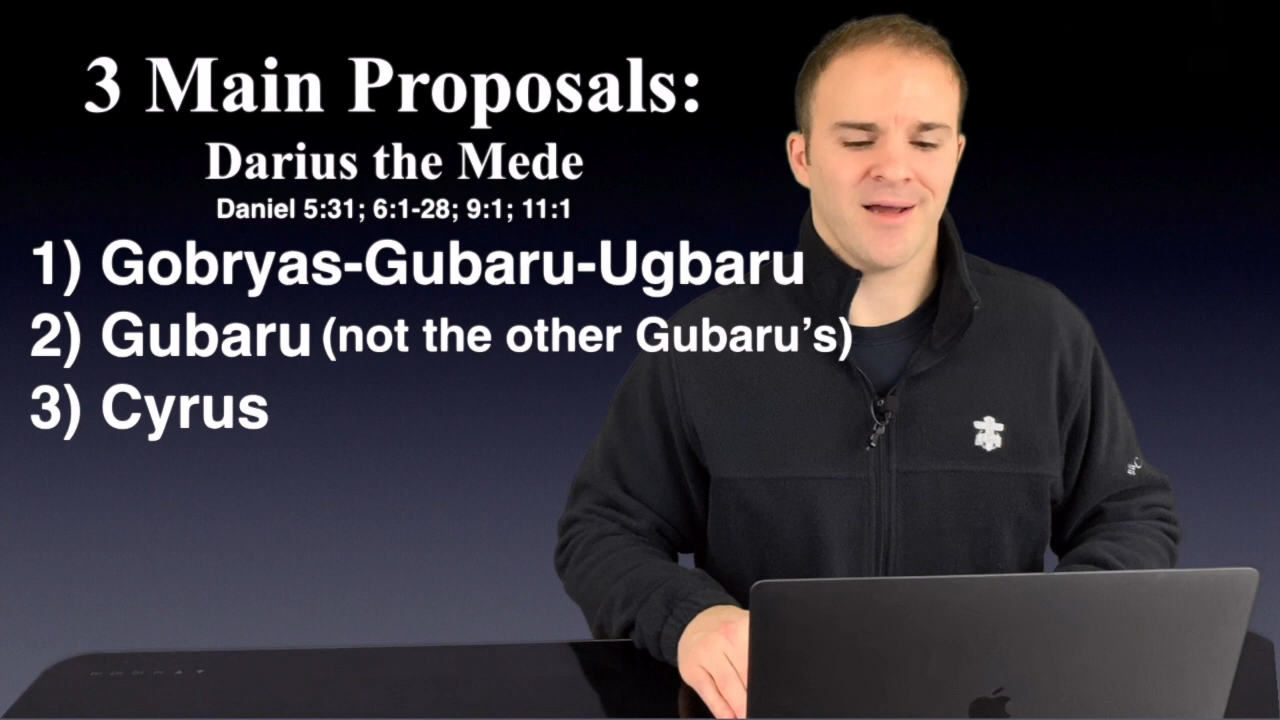 3 Main Proposals:
Darius the Mede
Daniel 5:31; 6:1-28; 9:1; 11:1
1) Gobryas-Gubaru-Ugbaru
2) Gubaru (not the other Gubaru's)
3) Cyrus